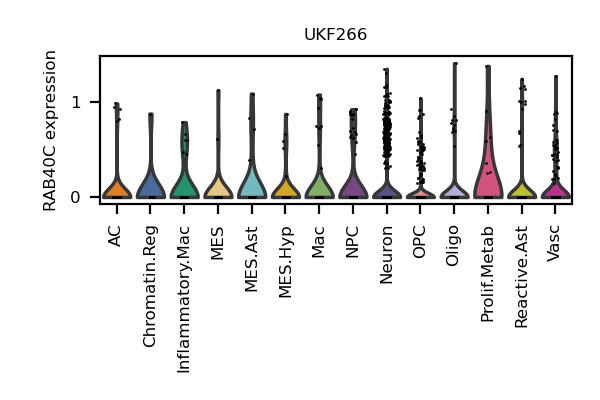 UKF266
RAB40C expression
1
0
AC
Chromatin.Reg
Inflammatory.Mac
MES
MES.Ast
MES.Hyp
Mac
NPC
Neuron
OPC
Oligo
Prolif.Metab
Reactive.Ast
Vasc